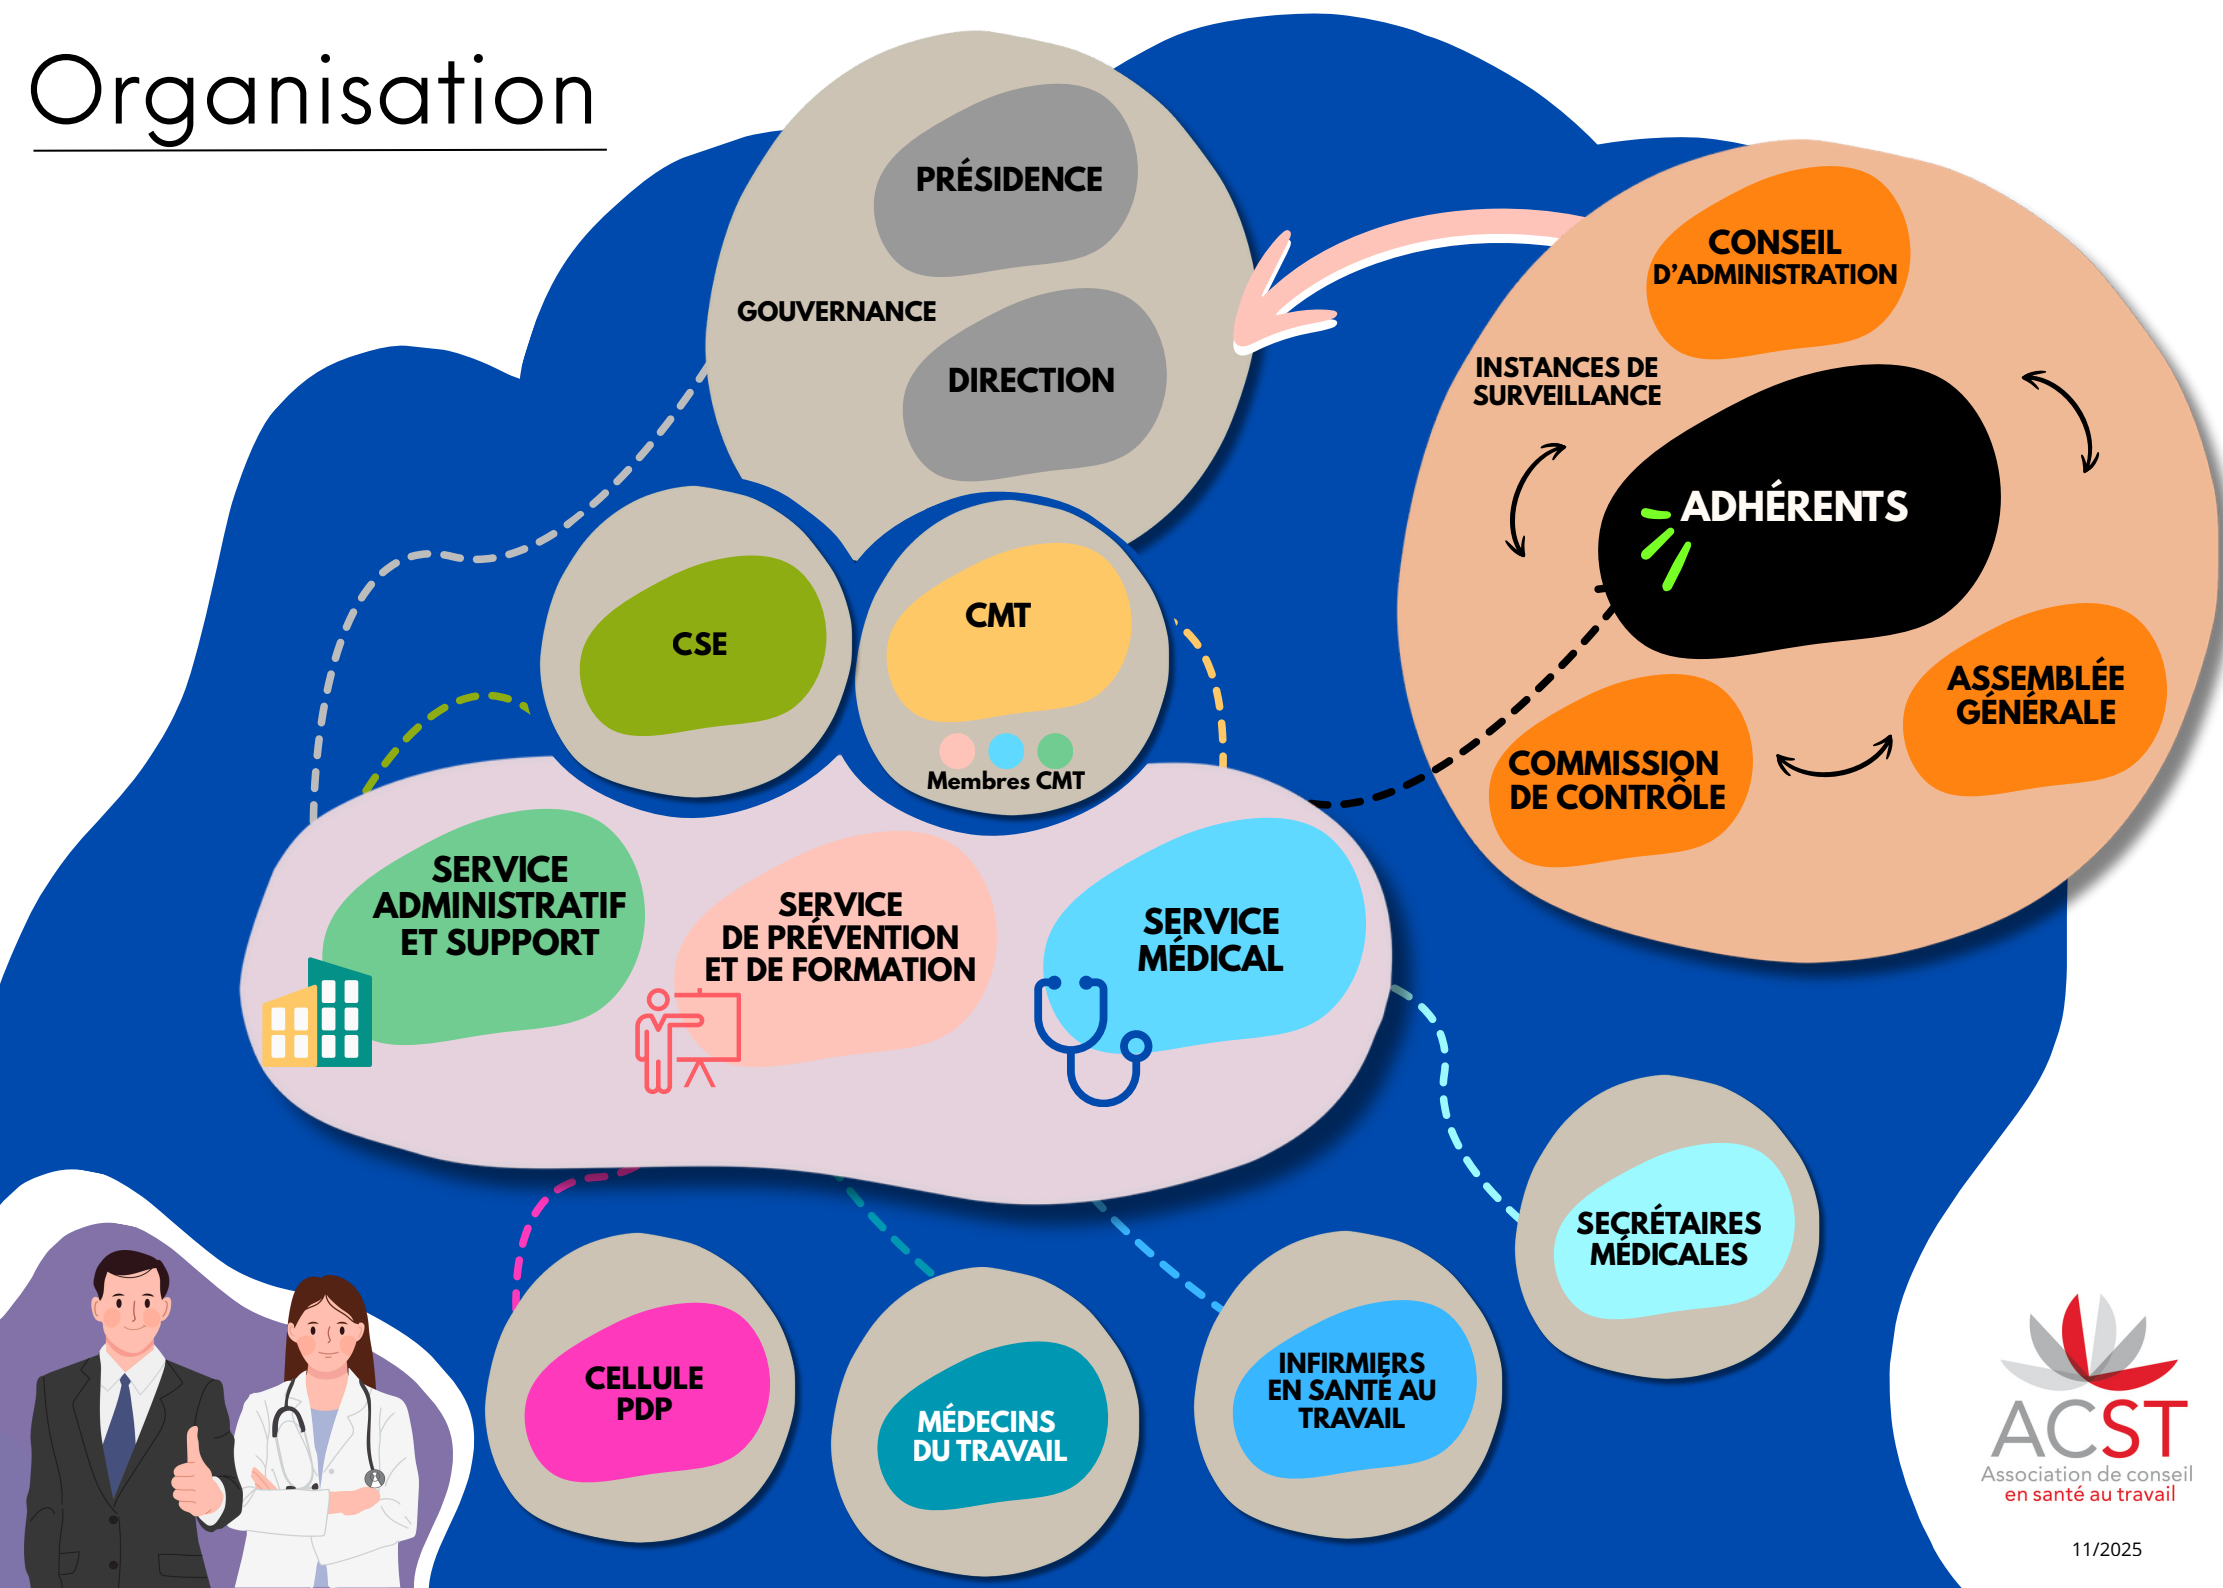 Organisation
PRÉSIDENCE
GOUVERNANCE
DIRECTION
CONSEIL
D'ADMINISTRATION
INSTANCES DE
SURVEILLANCE
ADHÉRENTS
ASSEMBLÉE
GÉNÉRALE
COMMISSION
DE CONTRÔLE
CSE
CMT
Membres CMT
SERVICE
ADMINISTRATIF
ET SUPPORT
SERVICE
DE PRÉVENTION
ET DE FORMATION
SERVICE
MÉDICAL
SECRÉTAIRES
MÉDICALES
CELLULE
PDP
MÉDECINS
DU TRAVAIL
INFIRMIERS
EN SANTÉ AU
TRAVAIL
ACST
Association de conseil
en santé au travail
11/2025